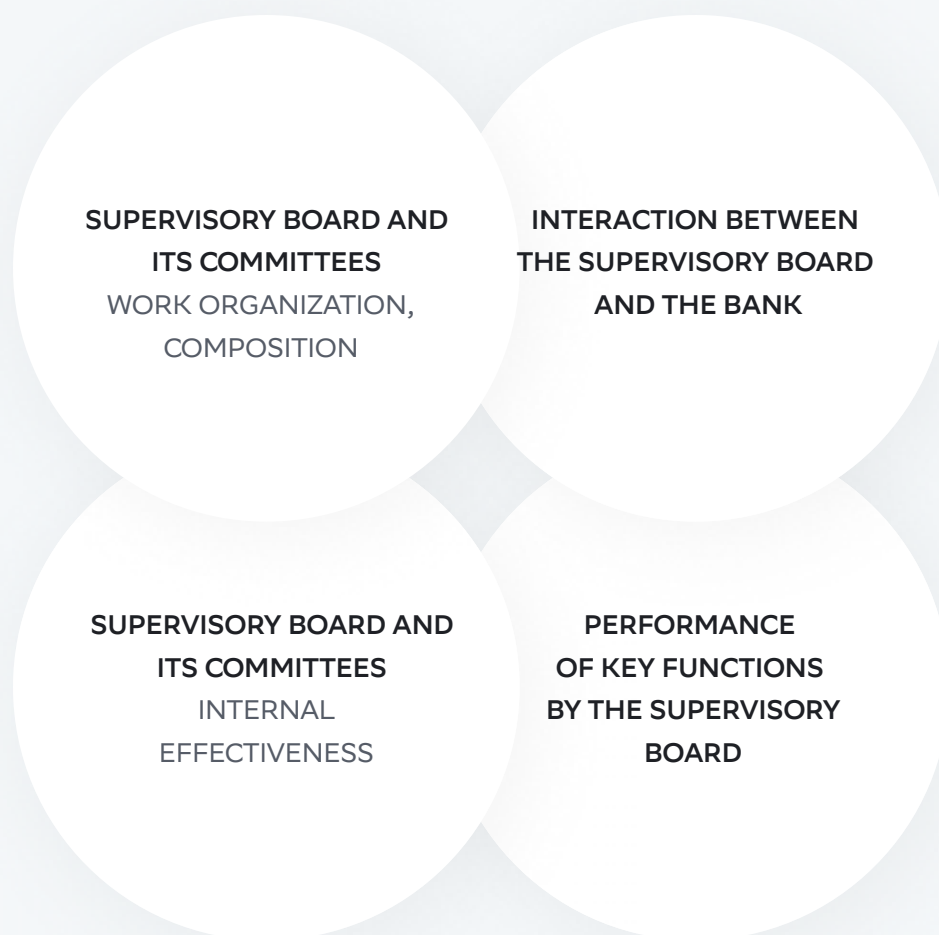 SUPERVISORY BOARD AND
ITS COMMITTEES
WORK ORGANIZATION,
COMPOSITION
INTERACTION BETWEEN
THE SUPERVISORY BOARD
AND THE BANK
SUPERVISORY BOARD AND
ITS COMMITTEES
INTERNAL
EFFECTIVENESS
PERFORMANCE
OF KEY FUNCTIONS
BY THE SUPERVISORY
BOARD